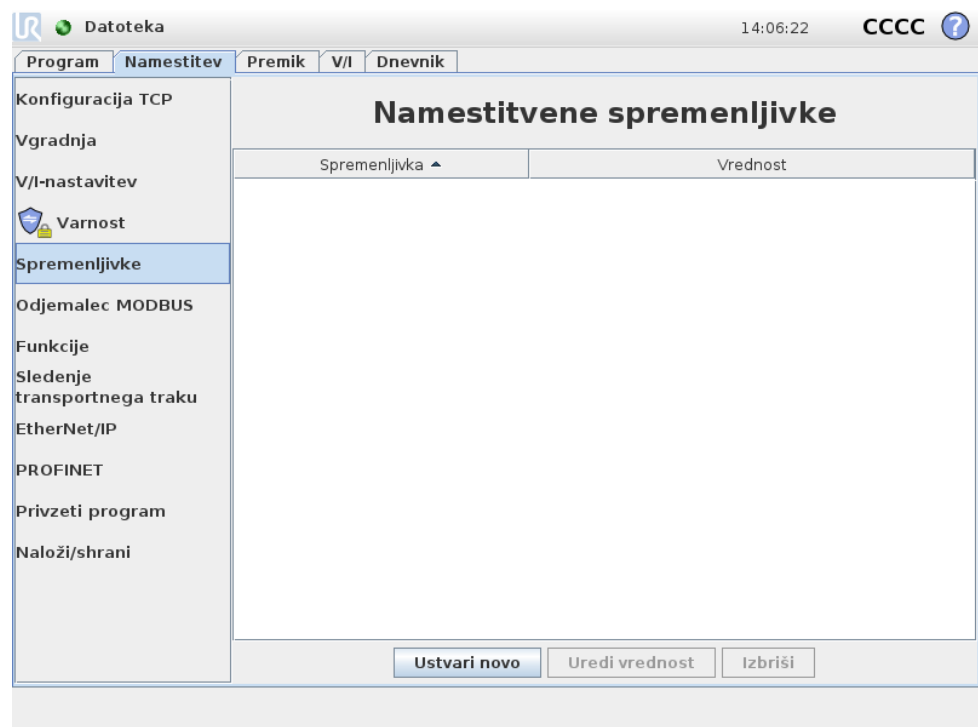 UR Datoteka 14:06:22 CCCC ?
Program Namestitev Premik V/I Dnevnik
Konfiguracija TCP
Vgradnja
V/I-nastavitev
Varnost
Spremenljivke
Odjemalec MODBUS
Funkcije
Sledenje
transportnega traku
EtherNet/IP
PROFINET
Privzeti program
Naloži/shrani
Namestitvene spremenljivke
Spremenljivka Vrednost
Ustvari novo Uredi vrednost Izbriši